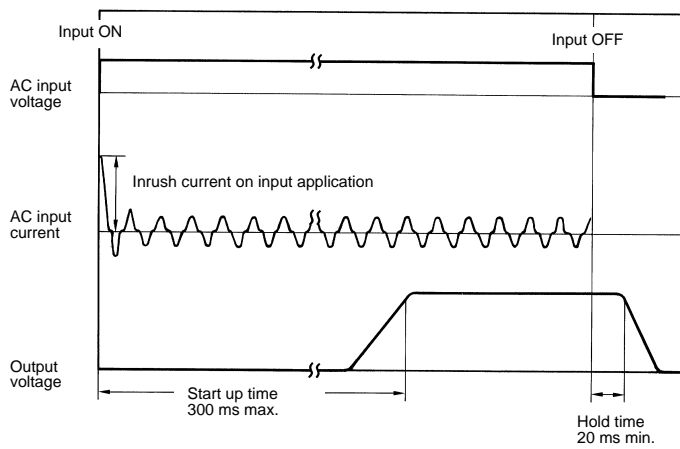 Input ON
Input OFF
AC input
voltage
Inrush current on input application
AC input
current
Output
voltage
Start up time
300 ms max.
Hold time
20 ms min.